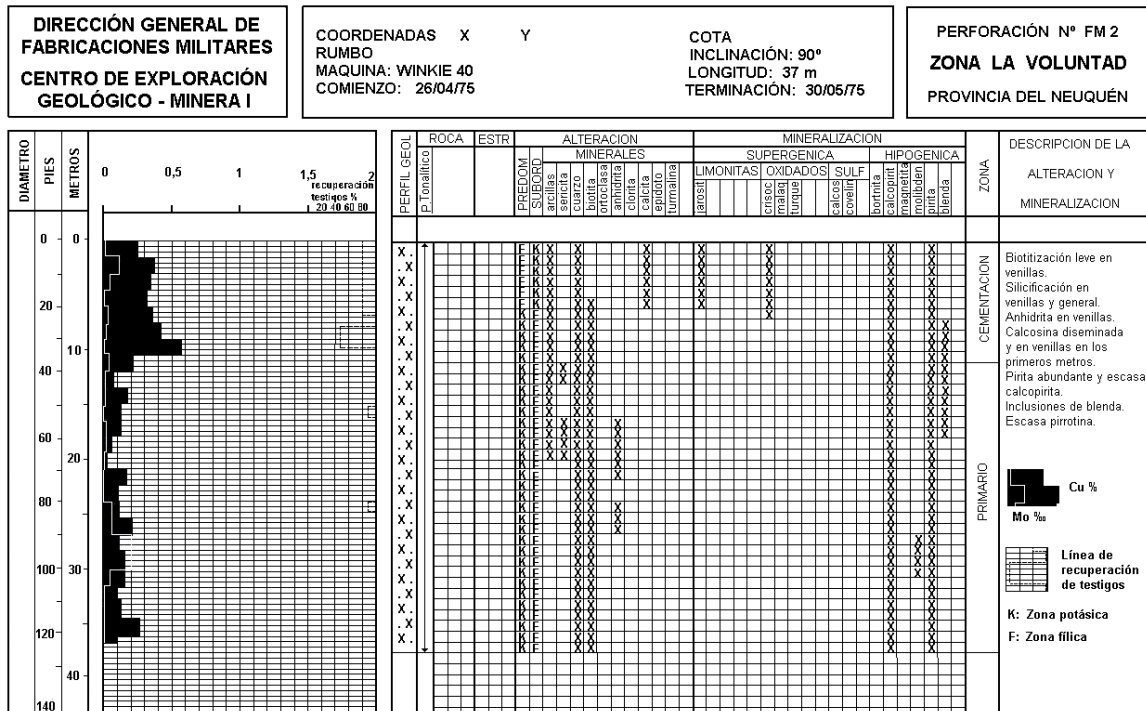 DIRECCIÓN GENERAL DE
FABRICACIONES MILITARES
CENTRO DE EXPLORACIÓN
GEOLÓGICO - MINERA I
COORDENADAS X Y
RUMBO
MAQUINA: WINKIE 40
COMIENZO: 26/04/75
COTA
INCLINACIÓN: 90º
LONGITUD: 37 m
TERMINACIÓN: 30/05/75
PERFORACIÓN Nº FM 2
ZONA LA VOLUNTAD
PROVINCIA DEL NEUQUÉN
DIAMETRO
PIES
METROS
0 0,5 1 1,5 2
recuperación
testigos %
20 40 60 80
0 0
20
10
40
60
20
80
100 30
120
40
140
PERFIL GEOL
ROCA
P.Tonalítico
ESTR
ALTERACION
MINERALES
PREDOM
SUBORD
arcillas
sericita
cuarzo
biotita
ortoclasa
anhidrita
clorita
calcita
epidoto
turmalina
MINERALIZACION
SUPERGENICA
HIPOGENICA
LIMONITAS
OXIDADOS
SULF
jarosit
crisoc
malaq
turque
calcos
covelin
bortnita
calcopirit
magnetita
molibden
pirita
blenda
ZONA
CEMENTACION
PRIMARIO
DESCRIPCION DE LA
ALTERACION Y
MINERALIZACION
Biotitización leve en
venillas.
Silicificación en
venillas y general.
Anhidrita en venillas.
Calcosina diseminada
y en venillas en los
primeros metros.
Pirita abundante y escasa
calcopirita.
Inclusiones de blenda.
Escasa pirrotina.
Cu %
Mo ‰
Línea de
recuperación
de testigos
K: Zona potásica
F: Zona fílica